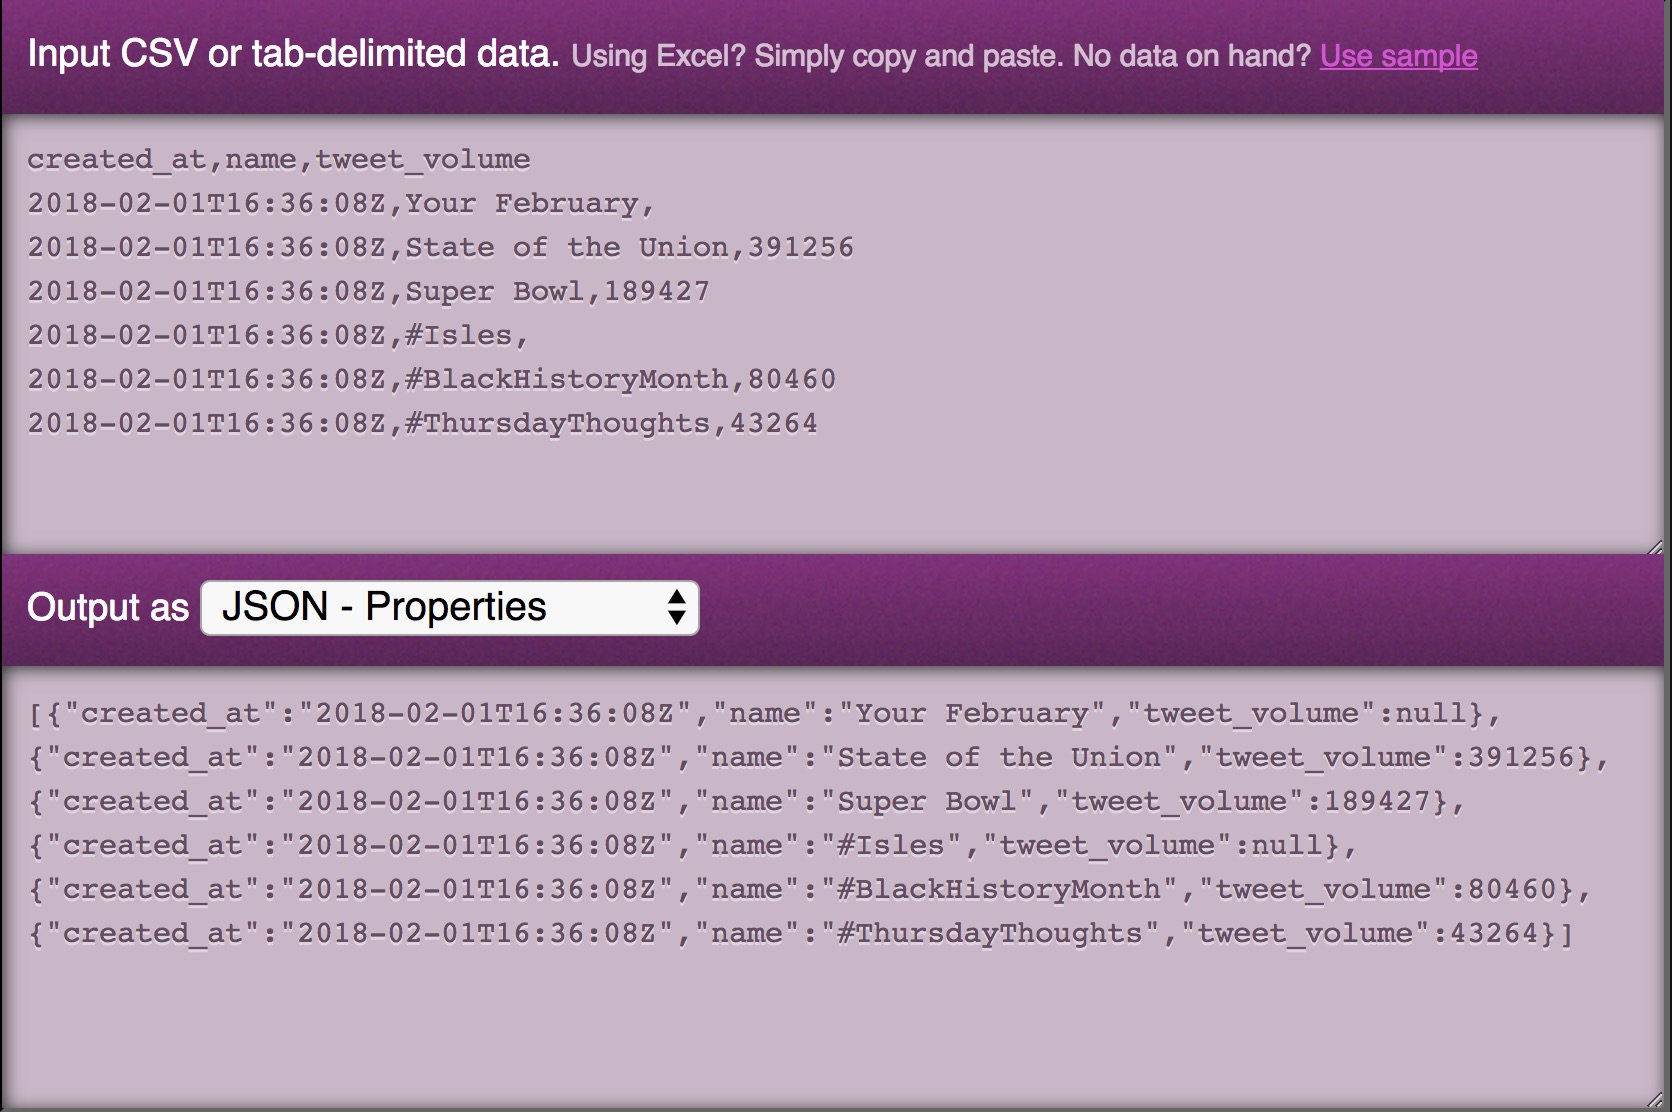 Input CSV or tab-delimited data. Using Excel? Simply copy and paste. No data on hand? Use sample
created_at,name,tweet_volume
2018-02-01T16:36:08Z,Your February,
2018-02-01T16:36:08Z,State of the Union,391256
2018-02-01T16:36:08Z,Super Bowl,189427
2018-02-01T16:36:08Z,#Isles,
2018-02-01T16:36:08Z,#BlackHistoryMonth,80460
2018-02-01T16:36:08Z,#ThursdayThoughts,43264
Output as JSON - Properties
[{"created_at":"2018-02-01T16:36:08Z","name":"Your February","tweet_volume":null},
{"created_at":"2018-02-01T16:36:08Z","name":"State of the Union","tweet_volume":391256},
{"created_at":"2018-02-01T16:36:08Z","name":"Super Bowl","tweet_volume":189427},
{"created_at":"2018-02-01T16:36:08Z","name":"#Isles","tweet_volume":null},
{"created_at":"2018-02-01T16:36:08Z","name":"#BlackHistoryMonth","tweet_volume":80460},
{"created_at":"2018-02-01T16:36:08Z","name":"#ThursdayThoughts","tweet_volume":43264}]